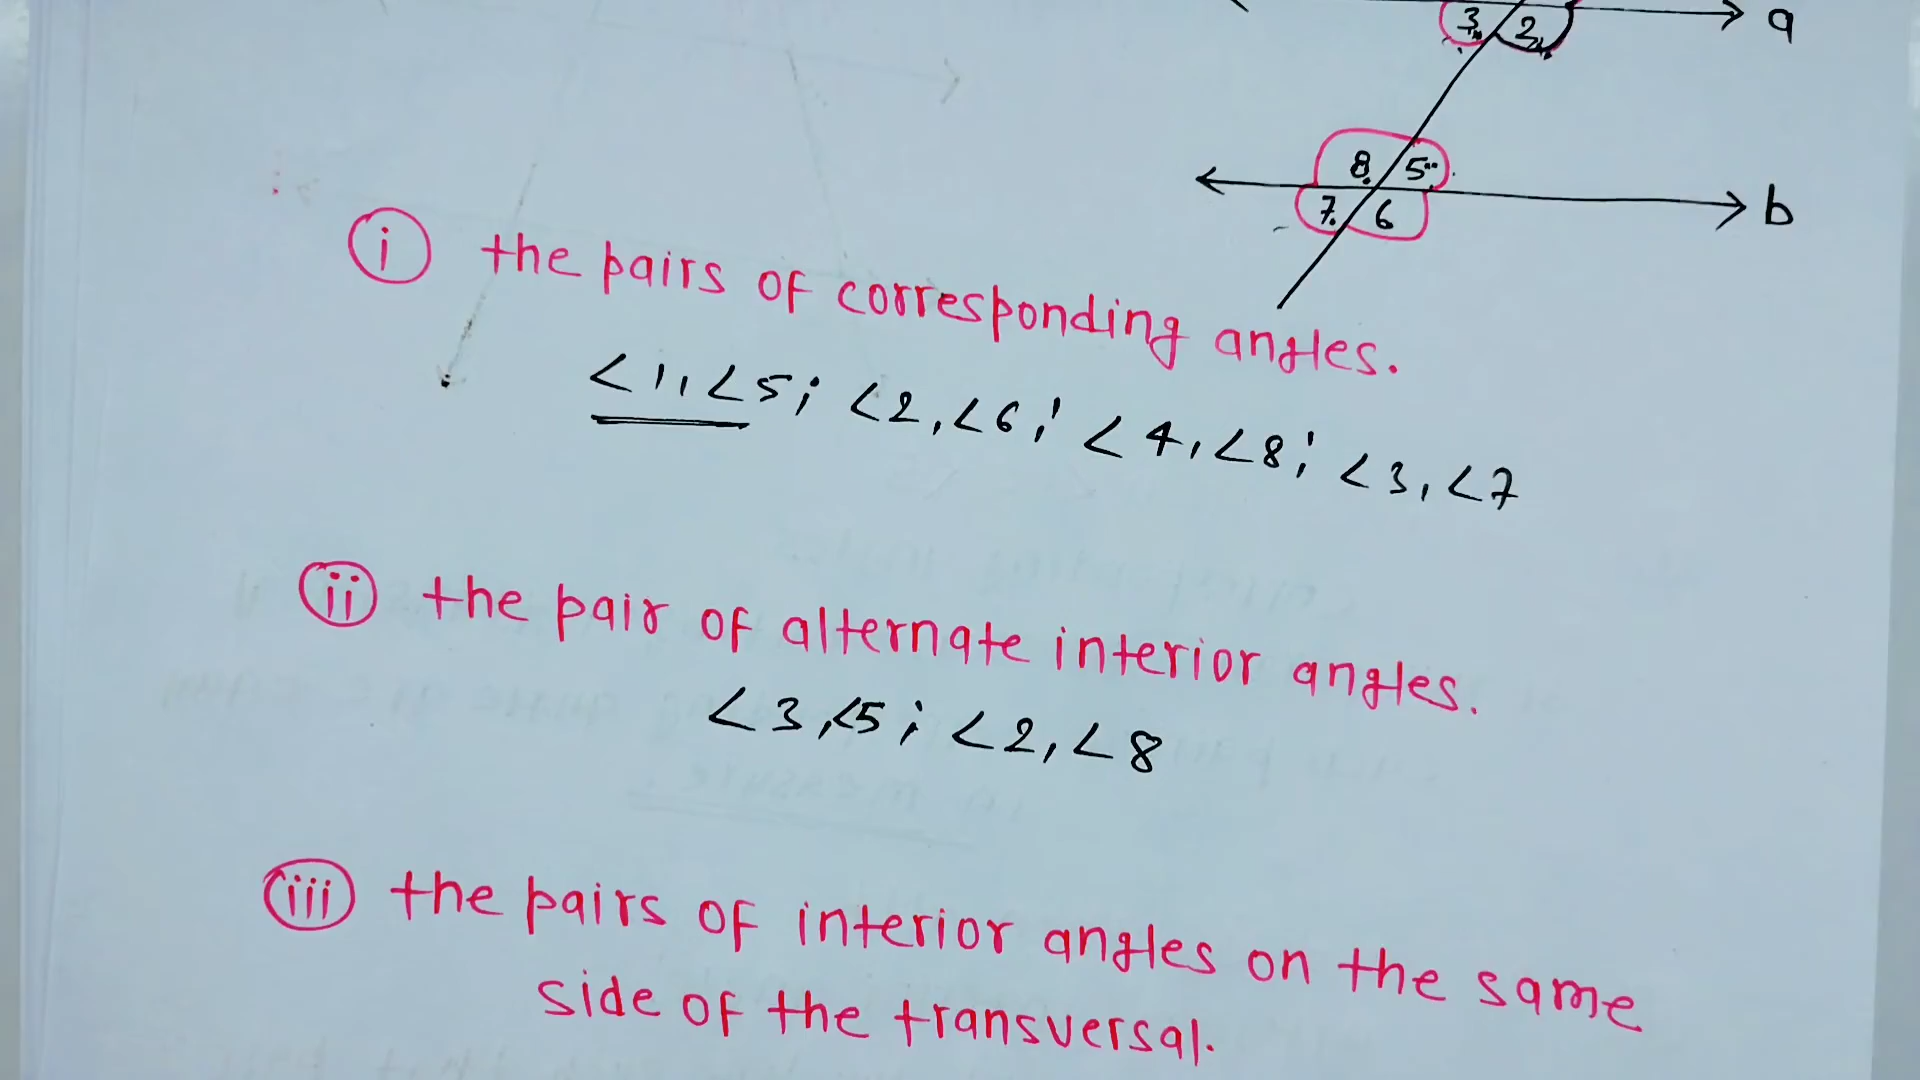 3 2 a
8 5 b
7 6
i the pairs of corresponding angles.
∠1,∠5; ∠2,∠6; ∠4,∠8; ∠3,∠7
ii the pair of alternate interior angles.
∠3,∠5; ∠2,∠8
iii the pairs of interior angles on the same
side of the transversal.